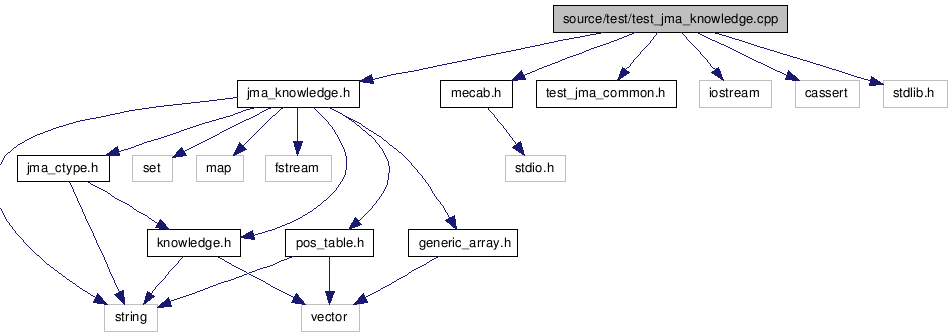 source/test/test_jma_knowledge.cpp
jma_knowledge.h
mecab.h
test_jma_common.h
iostream
cassert
stdlib.h
jma_ctype.h
set
map
fstream
stdio.h
knowledge.h
pos_table.h
generic_array.h
string
vector